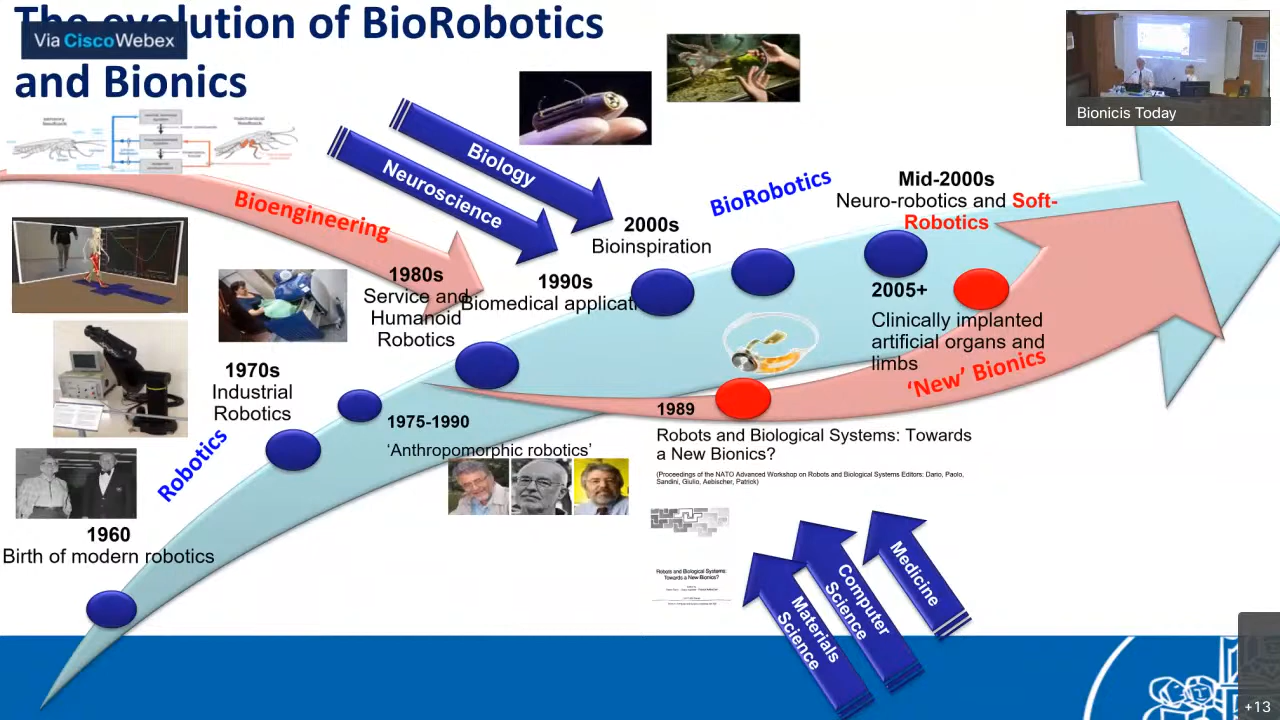 The evolution of BioRobotics
and Bionics
Via Cisco Webex
Bionicis Today
Biology
Neuroscience
Bioengineering
BioRobotics
Mid-2000s
Neuro-robotics and Soft-
Robotics
2000s
Bioinspiration
1990s
Biomedical applicati
1980s
Service and
Humanoid
Robotics
2005+
Clinically implanted
artificial organs and
limbs
'New' Bionics
1970s
Industrial
Robotics
Robotics
1975-1990
'Anthropomorphic robotics'
1989
Robots and Biological Systems: Towards
a New Bionics?
(Proceedings of the NATO Advanced Workshop on Robots and Biological Systems Editors: Dario, Paolo,
Sandini, Giulio, Aebischer, Patrick)
1960
Birth of modern robotics
Robots and Biological Systems:
Towards a New Bionics?
Materials
Science
Computer
Science
Medicine
+13